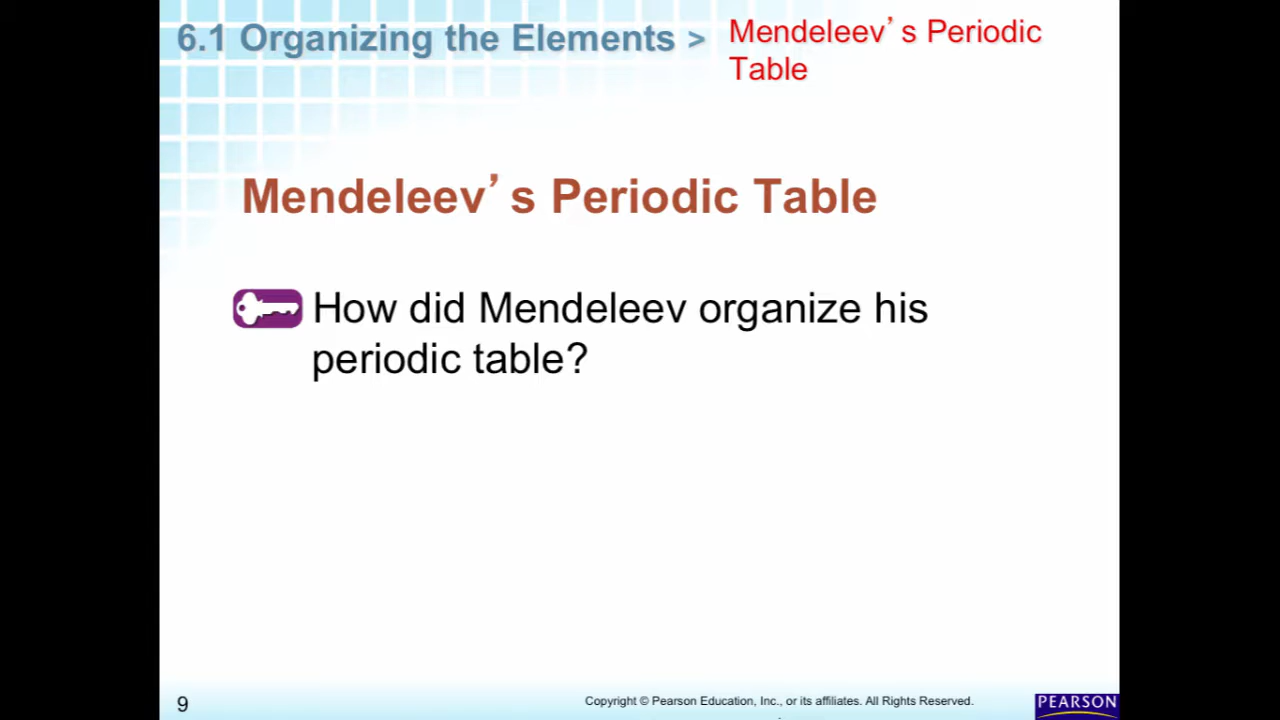 6.1 Organizing the Elements >
Mendeleev’s Periodic
Table
Mendeleev’s Periodic Table
How did Mendeleev organize his
periodic table?
9
Copyright © Pearson Education, Inc., or its affiliates. All Rights Reserved.
PEARSON